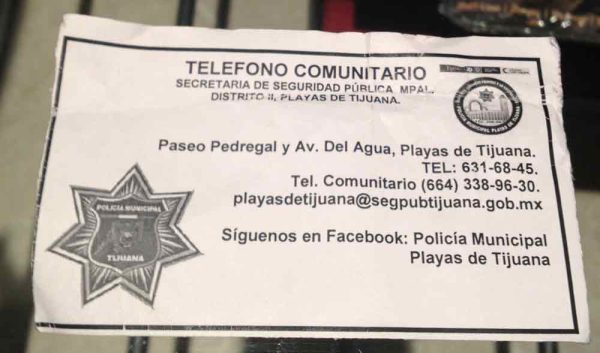 TELEFONO COMUNITARIO
SECRETARIA DE SEGURIDAD PÚBLICA MPAL.
DISTRITO II, PLAYAS DE TIJUANA.
Paseo Pedregal y Av. Del Agua, Playas de Tijuana.
TEL: 631-68-45.
Tel. Comunitario (664) 338-96-30.
playasdetijuana@segpubtijuana.gob.mx
POLICÍA MUNICIPAL
TIJUANA
Síguenos en Facebook: Policía Municipal
Playas de Tijuana